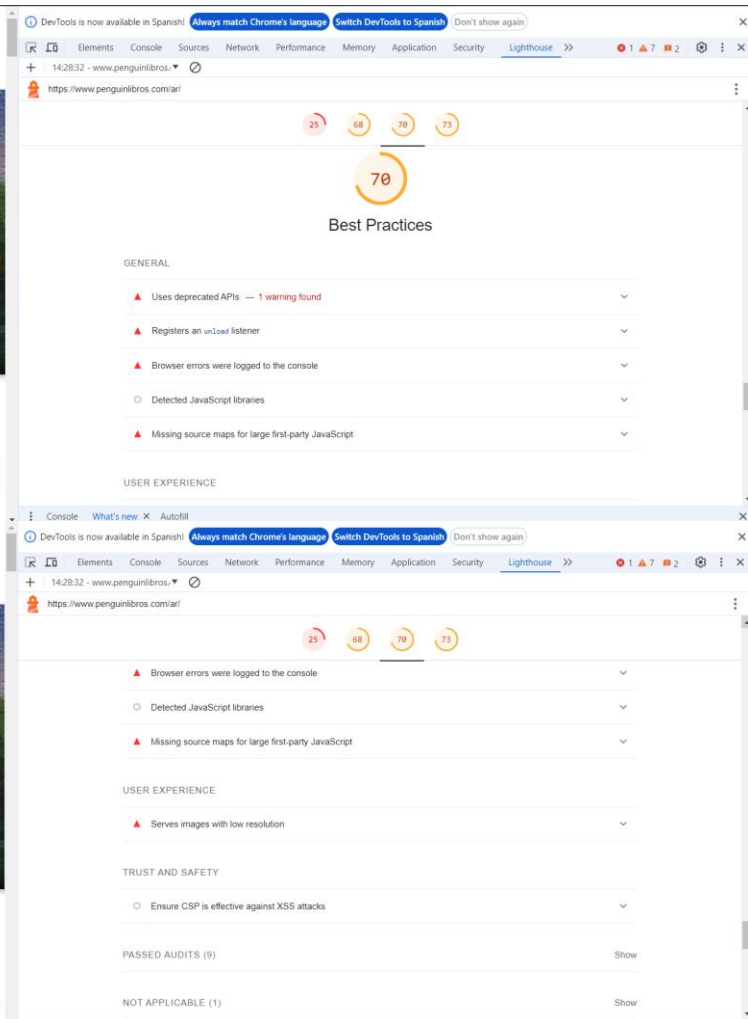 DevTools is now available in Spanish! Always match Chrome's language Switch DevTools to Spanish Don't show again
Elements Console Sources Network Performance Memory Application Security Lighthouse 1 7 2
14:28:32 - www.penguinlibros.
https://www.penguinlibros.com/ar/
25 68 70 73
70
Best Practices
GENERAL
Uses deprecated APIs — 1 warning found
Registers an unload listener
Browser errors were logged to the console
Detected JavaScript libraries
Missing source maps for large first-party JavaScript
USER EXPERIENCE
Console What's new Autofill
DevTools is now available in Spanish! Always match Chrome's language Switch DevTools to Spanish Don't show again
Elements Console Sources Network Performance Memory Application Security Lighthouse 1 7 2
14:28:32 - www.penguinlibros.
https://www.penguinlibros.com/ar/
25 68 70 73
Browser errors were logged to the console
Detected JavaScript libraries
Missing source maps for large first-party JavaScript
USER EXPERIENCE
Serves images with low resolution
TRUST AND SAFETY
Ensure CSP is effective against XSS attacks
PASSED AUDITS (9) Show
NOT APPLICABLE (1) Show